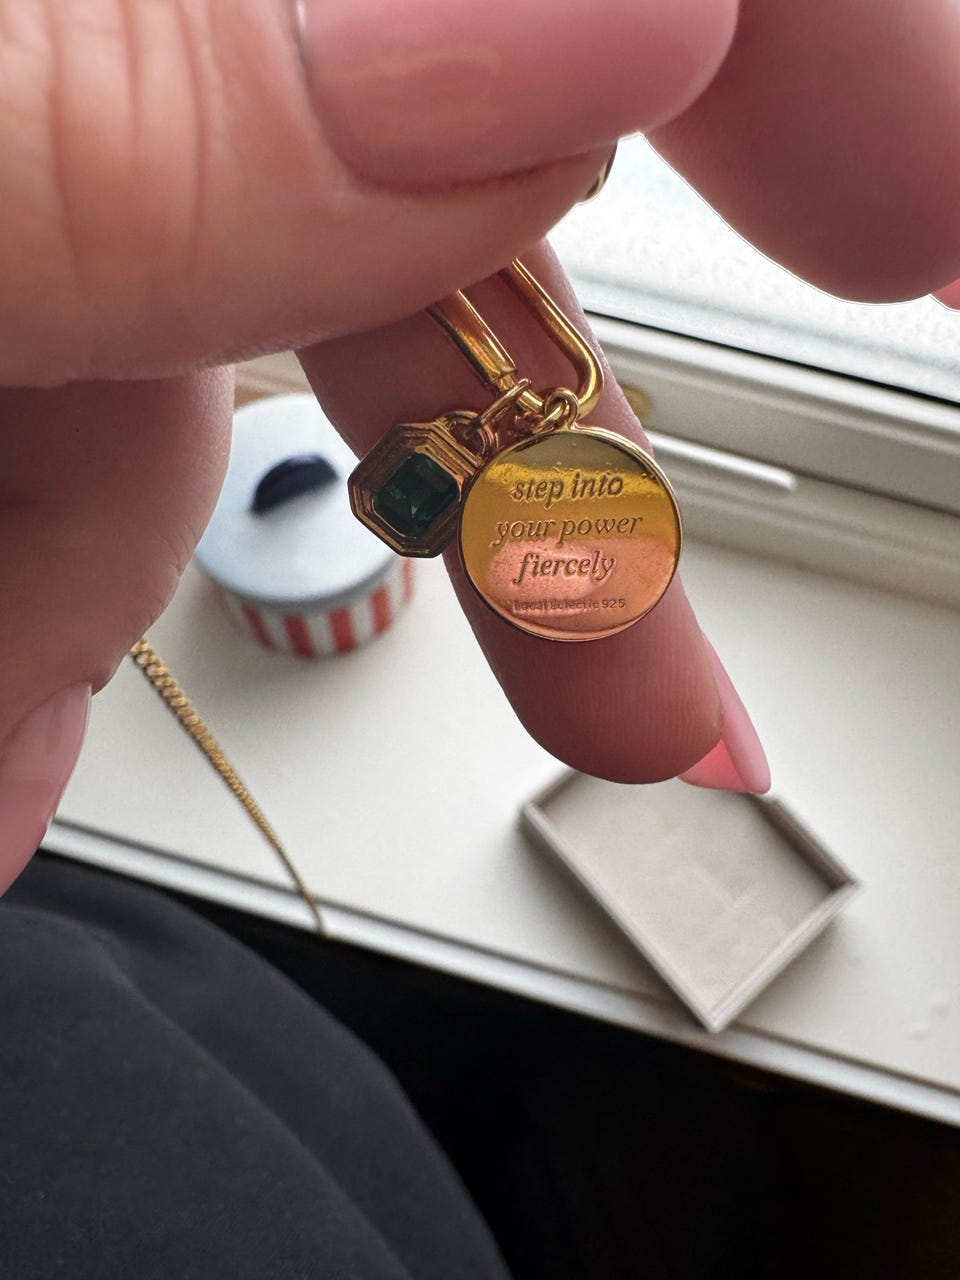 step into
your power
fiercely
Local Eclectic 925